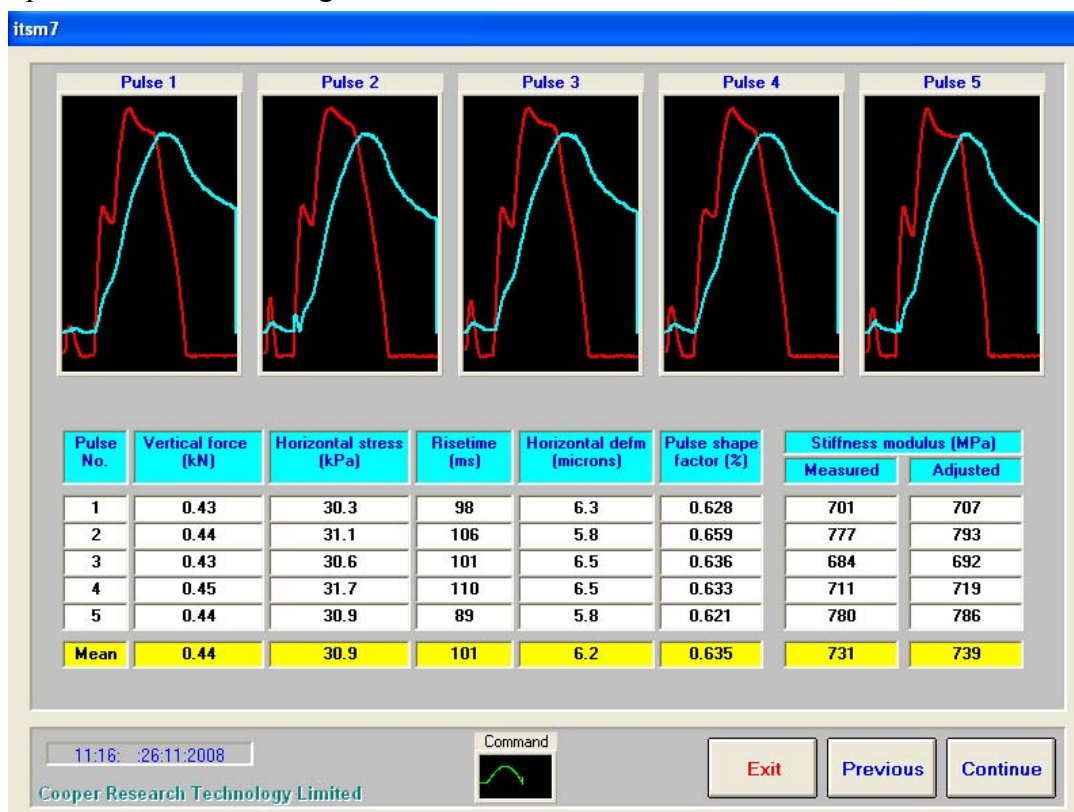 itsm7
Pulse 1 Pulse 2 Pulse 3 Pulse 4 Pulse 5
Pulse No. Vertical force (kN) Horizontal stress (kPa) Risetime (ms) Horizontal defm (microns) Pulse shape factor (%) Stiffness modulus (MPa)
Measured Adjusted
1 0.43 30.3 98 6.3 0.628 701 707
2 0.44 31.1 106 5.8 0.659 777 793
3 0.43 30.6 101 6.5 0.636 684 692
4 0.45 31.7 110 6.5 0.633 711 719
5 0.44 30.9 89 5.8 0.621 780 786
Mean 0.44 30.9 101 6.2 0.635 731 739
11:16: :26:11:2008
Command
Exit Previous Continue
Cooper Research Technology Limited